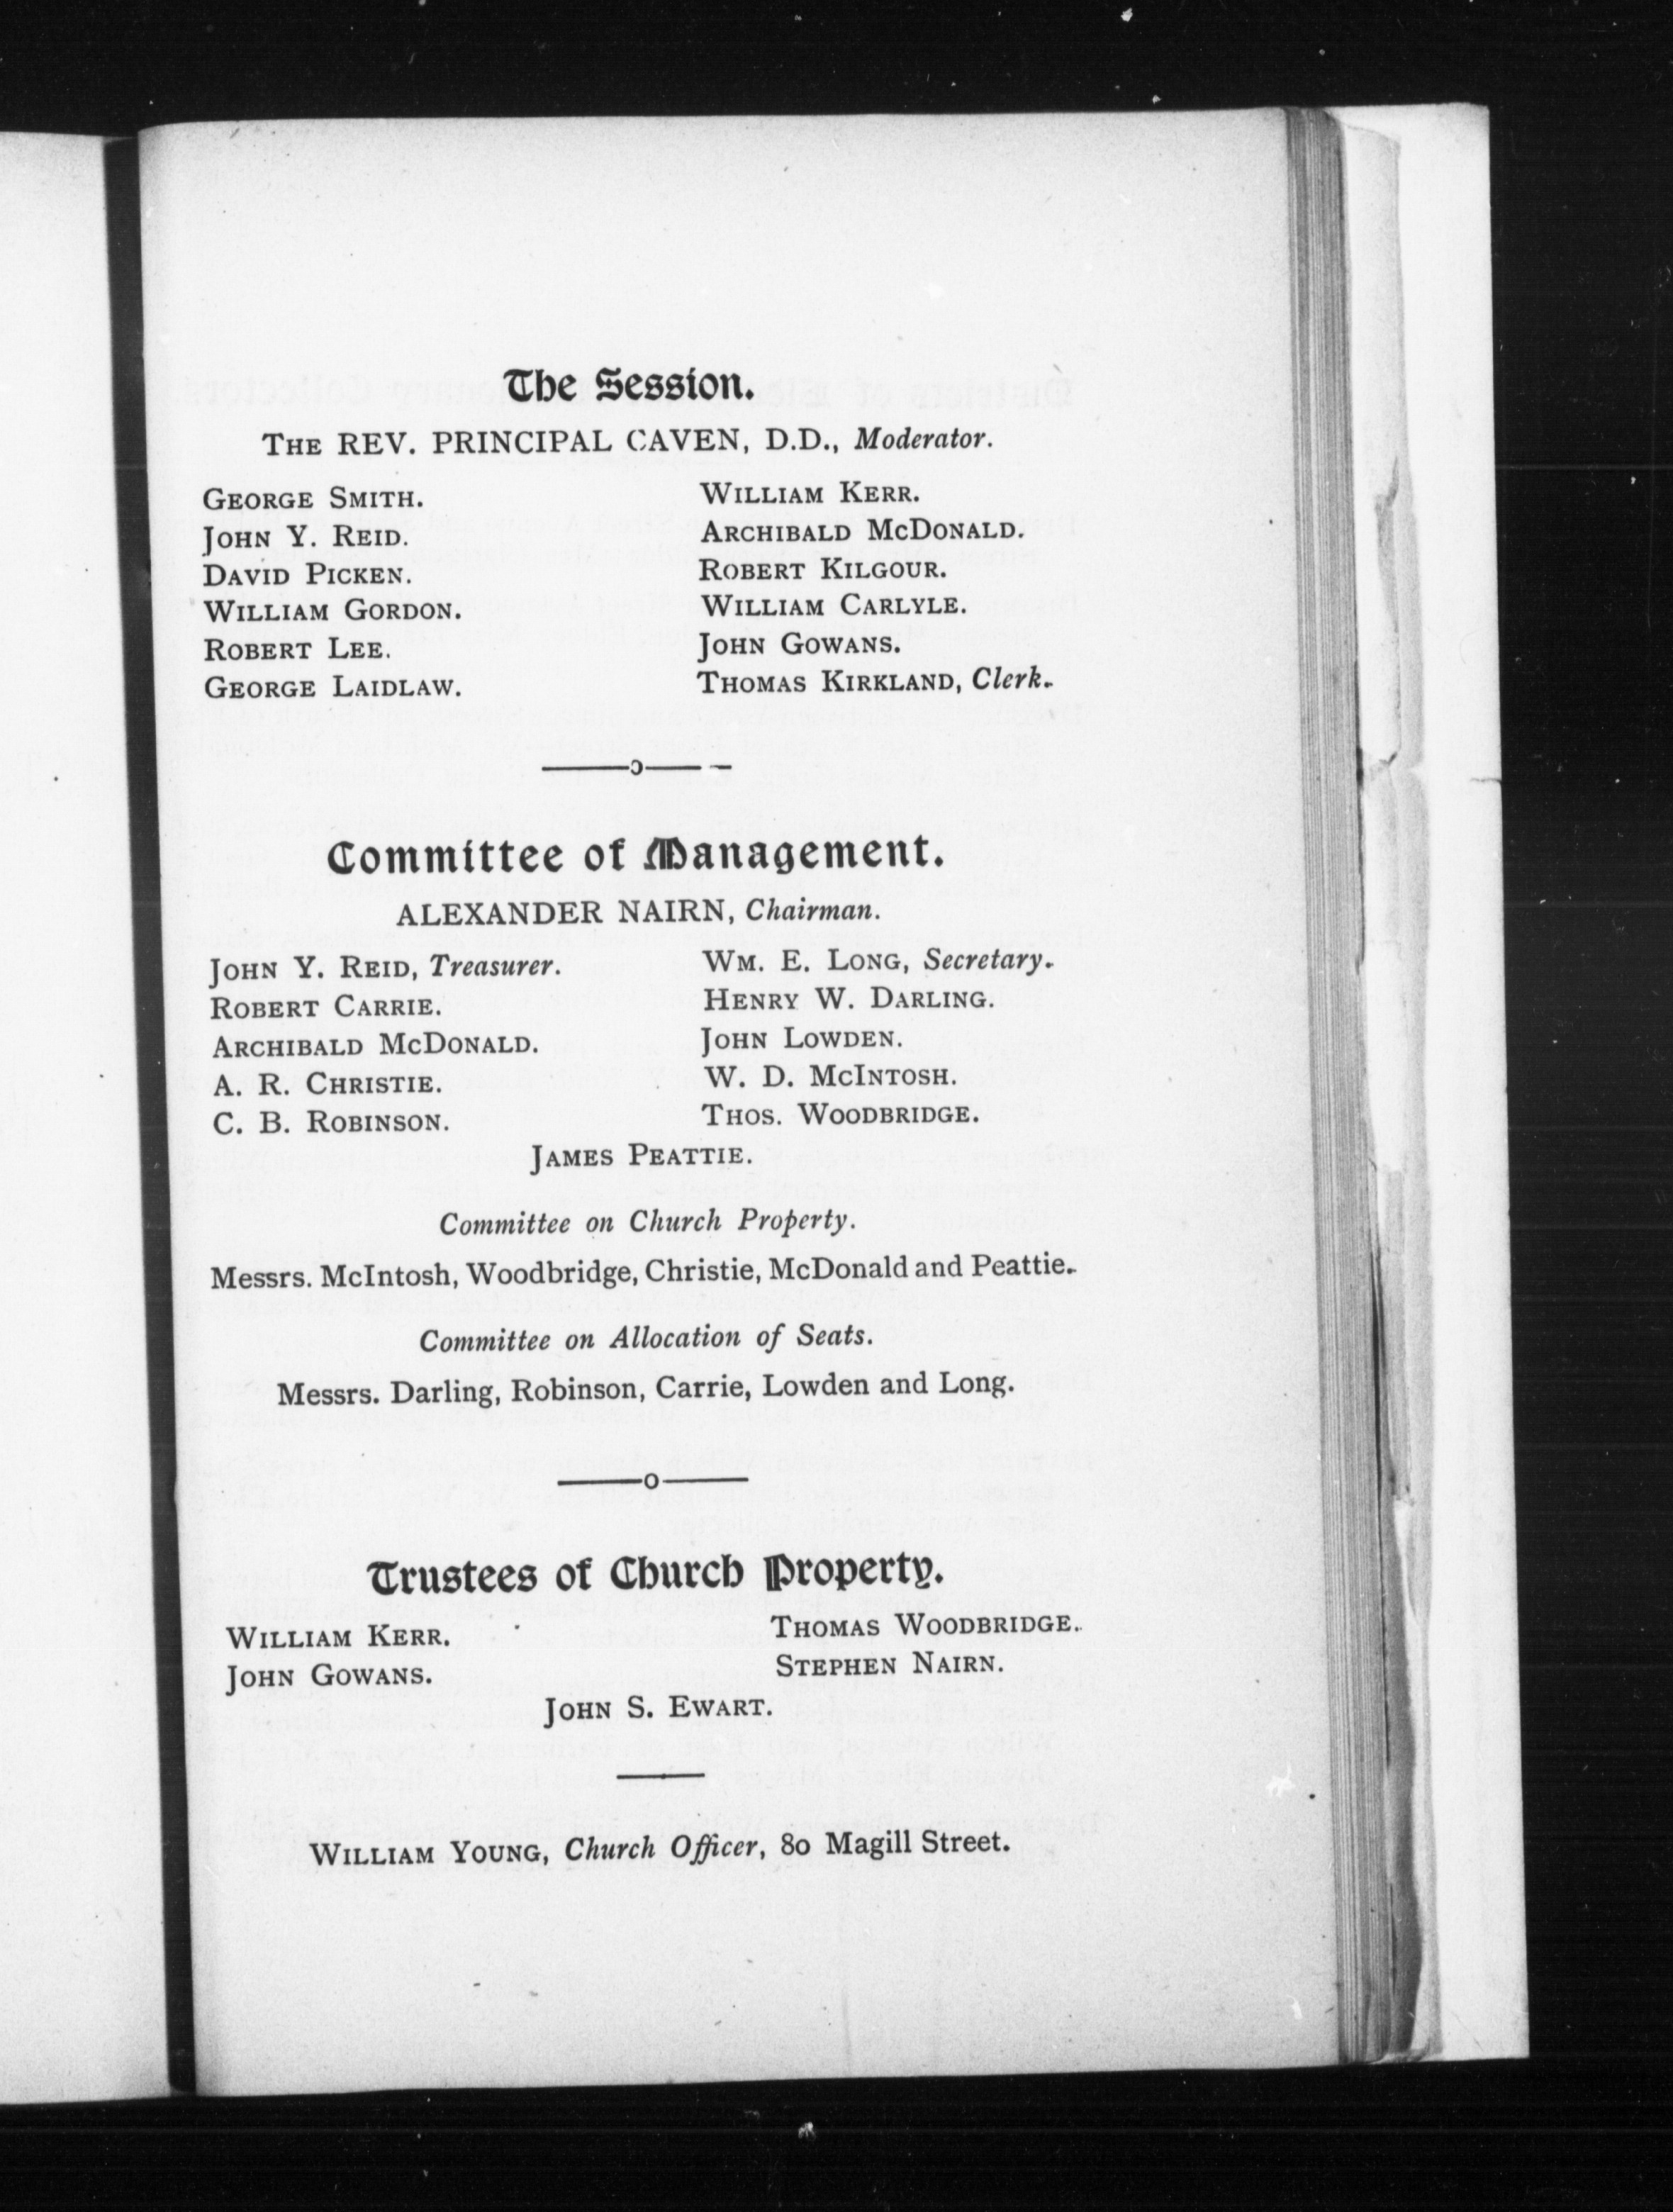 The Session.
THE REV. PRINCIPAL CAVEN, D.D., Moderator.
GEORGE SMITH. WILLIAM KERR.
JOHN Y. REID. ARCHIBALD MCDONALD.
DAVID PICKEN. ROBERT KILGOUR.
WILLIAM GORDON. WILLIAM CARLYLE.
ROBERT LEE. JOHN GOWANS.
GEORGE LAIDLAW. THOMAS KIRKLAND, Clerk.
Committee of Management.
ALEXANDER NAIRN, Chairman.
JOHN Y. REID, Treasurer. WM. E. LONG, Secretary.
ROBERT CARRIE. HENRY W. DARLING.
ARCHIBALD MCDONALD. JOHN LOWDEN.
A. R. CHRISTIE. W. D. MCINTOSH.
C. B. ROBINSON. THOS. WOODBRIDGE.
JAMES PEATTIE.
Committee on Church Property.
Messrs. McIntosh, Woodbridge, Christie, McDonald and Peattie.
Committee on Allocation of Seats.
Messrs. Darling, Robinson, Carrie, Lowden and Long.
Trustees of Church Property.
WILLIAM KERR. THOMAS WOODBRIDGE.
JOHN GOWANS. STEPHEN NAIRN.
JOHN S. EWART.
WILLIAM YOUNG, Church Officer, 80 Magill Street.